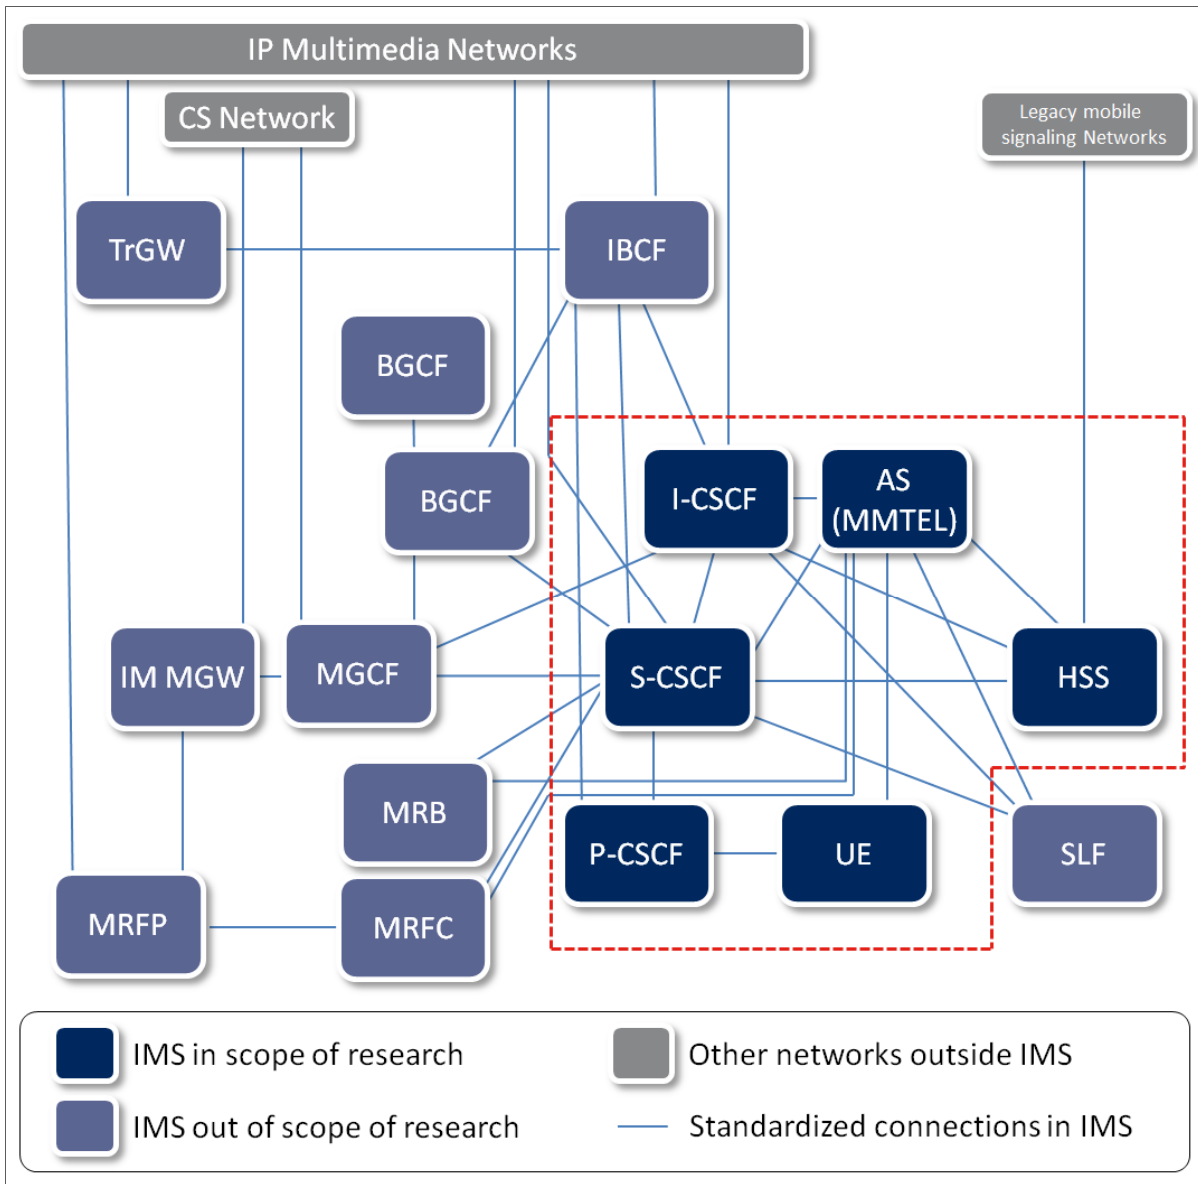 IP Multimedia Networks
CS Network
Legacy mobile
signaling Networks
TrGW
IBCF
BGCF
BGCF
I-CSCF
AS
(MMTEL)
IM MGW
MGCF
S-CSCF
HSS
MRB
P-CSCF
UE
SLF
MRFP
MRFC
IMS in scope of research
Other networks outside IMS
IMS out of scope of research
Standardized connections in IMS